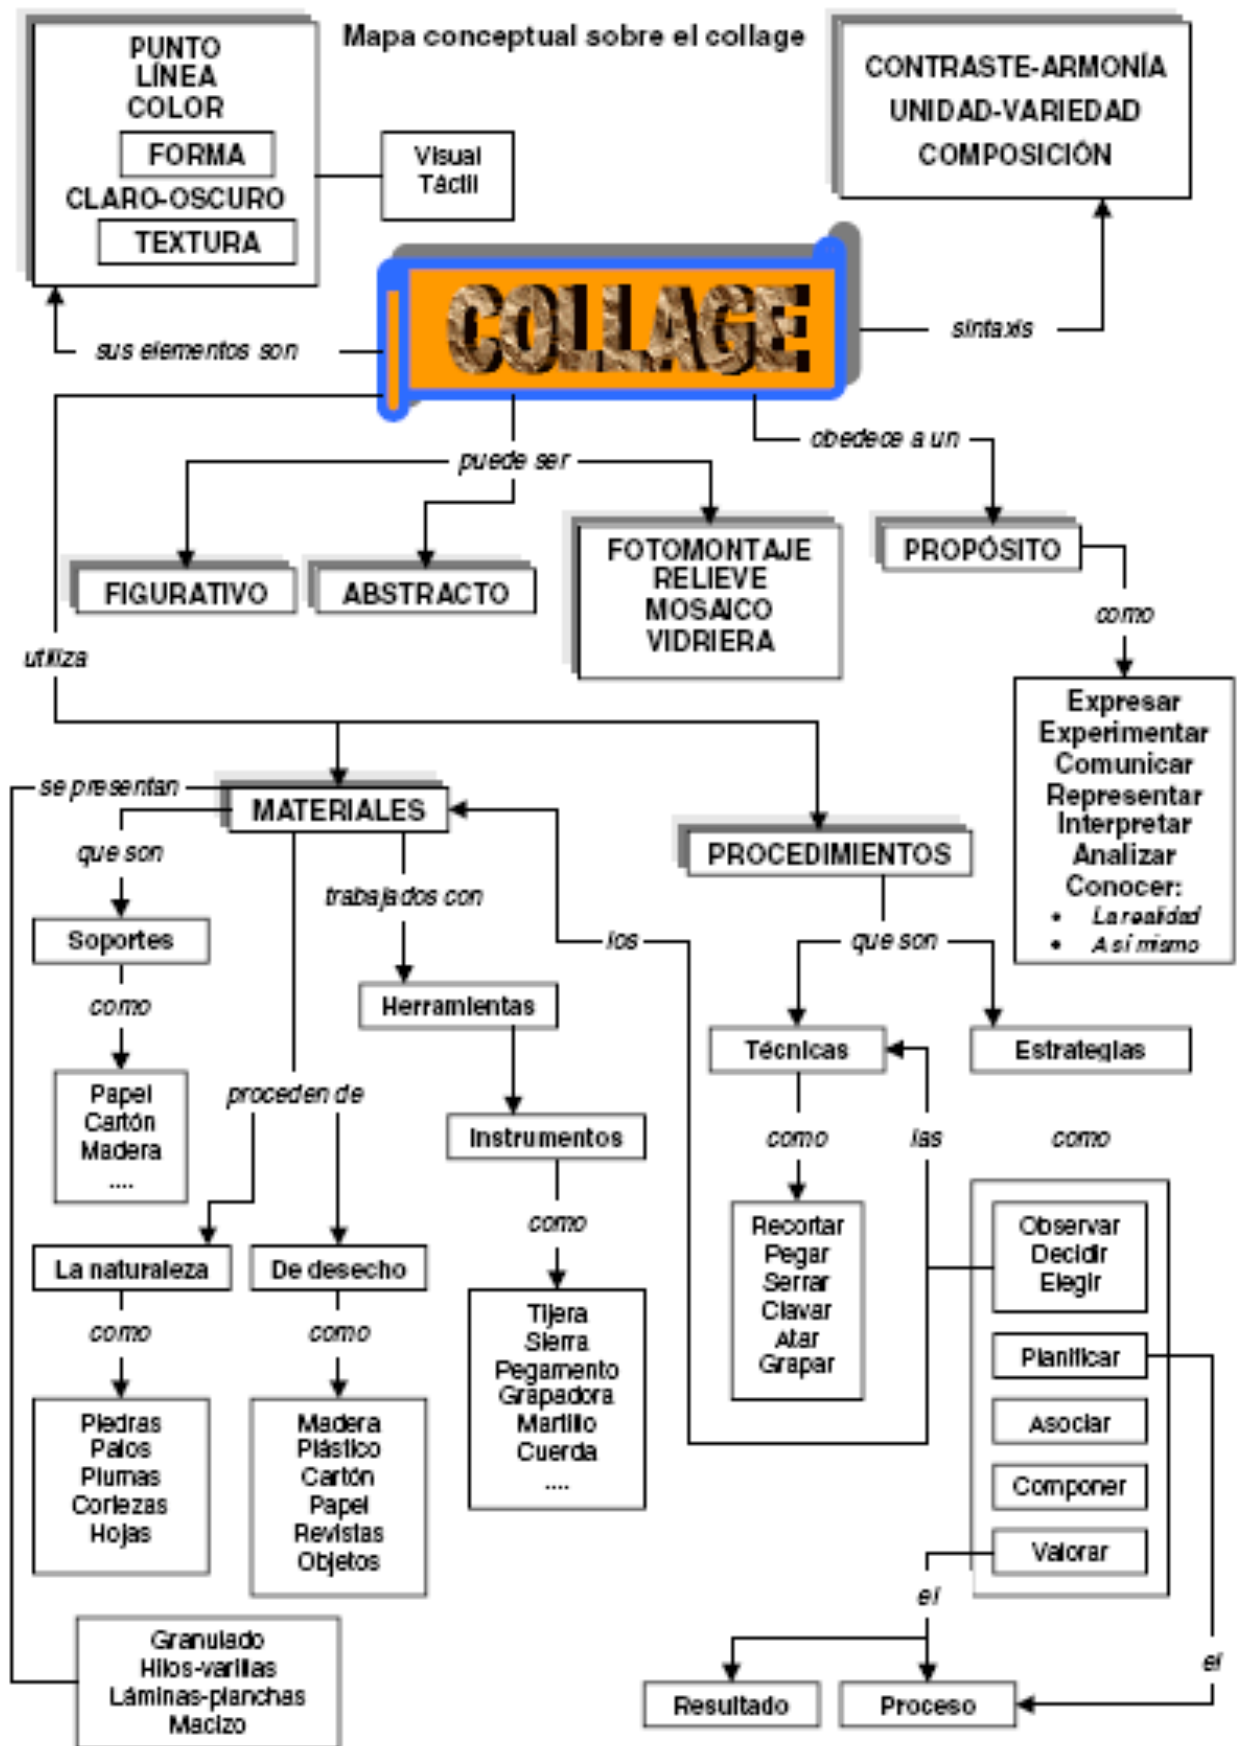 Mapa conceptual sobre el collage
PUNTO
LÍNEA
COLOR
FORMA
CLARO-OSCURO
TEXTURA
Visual
Táctil
CONTRASTE-ARMONÍA
UNIDAD-VARIEDAD
COMPOSICIÓN
COLLAGE
sus elementos son
sintaxis
puede ser
obedece a un
FIGURATIVO
ABSTRACTO
FOTOMONTAJE
RELIEVE
MOSAICO
VIDRIERA
PROPÓSITO
como
Expresar
Experimentar
Comunicar
Representar
Interpretar
Analizar
Conocer:
• La realidad
• A sí mismo
utiliza
se presentan
MATERIALES
PROCEDIMIENTOS
que son
trabajados con
los
que son
Soportes
como
Papel
Cartón
Madera
....
Herramientas
Instrumentos
como
Tijera
Sierra
Pegamento
Grapadora
Martillo
Cuerda
....
proceden de
La naturaleza
como
Piedras
Palos
Plumas
Cortezas
Hojas
De desecho
como
Madera
Plástico
Cartón
Papel
Revistas
Objetos
Granulado
Hilos-varillas
Láminas-planchas
Macizo
Técnicas
como
Recortar
Pegar
Serrar
Clavar
Atar
Grapar
las
Estrategias
como
Observar
Decidir
Elegir
Planificar
Asociar
Componer
Valorar
el
el
Resultado
Proceso